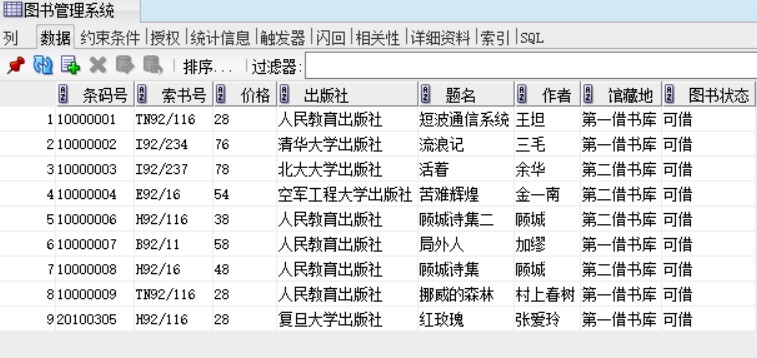 图书管理系统
列 数据 约束条件 |授权 |统计信息 |触发器 |闪回 |相关性 |详细资料 |索引 |SQL
排序... 过滤器:
条码号 索书号 价格 出版社 题名 作者 馆藏地 图书状态
1 10000001 TN92/116 28 人民教育出版社 短波通信系统 王坦 第一借书库 可借
2 10000002 I92/234 76 清华大学出版社 流浪记 三毛 第一借书库 可借
3 10000003 I92/237 78 北大大学出版社 活着 余华 第二借书库 可借
4 10000004 E92/16 54 空军工程大学出版社 苦难辉煌 金一南 第二借书库 可借
5 10000006 H92/116 38 人民教育出版社 顾城诗集二 顾城 第二借书库 可借
6 10000007 B92/11 58 人民教育出版社 局外人 加缪 第一借书库 可借
7 10000008 H92/16 48 人民教育出版社 顾城诗集 顾城 第二借书库 可借
8 10000009 TN92/116 28 人民教育出版社 挪威的森林 村上春树 第一借书库 可借
9 20100305 H92/116 28 复旦大学出版社 红玫瑰 张爱玲 第一借书库 可借